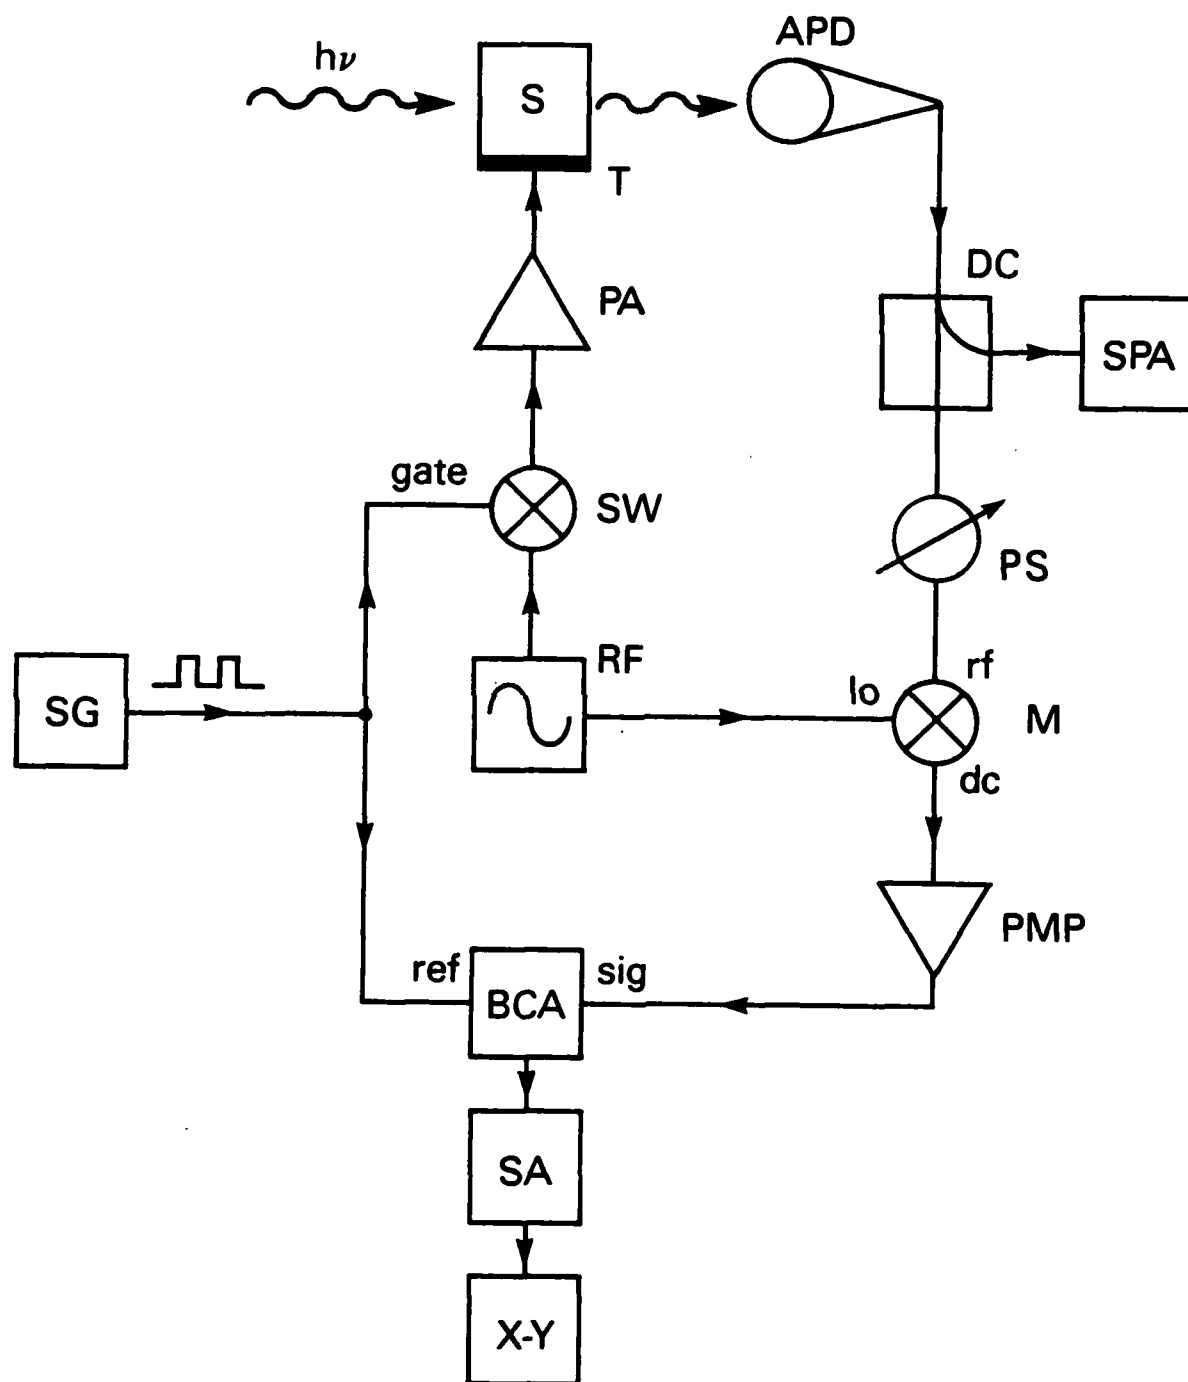 APD
hν
S
T
DC
PA
SPA
gate
SW
PS
RF
rf
lo
SG
M
dc
PMP
ref
sig
BCA
SA
X-Y